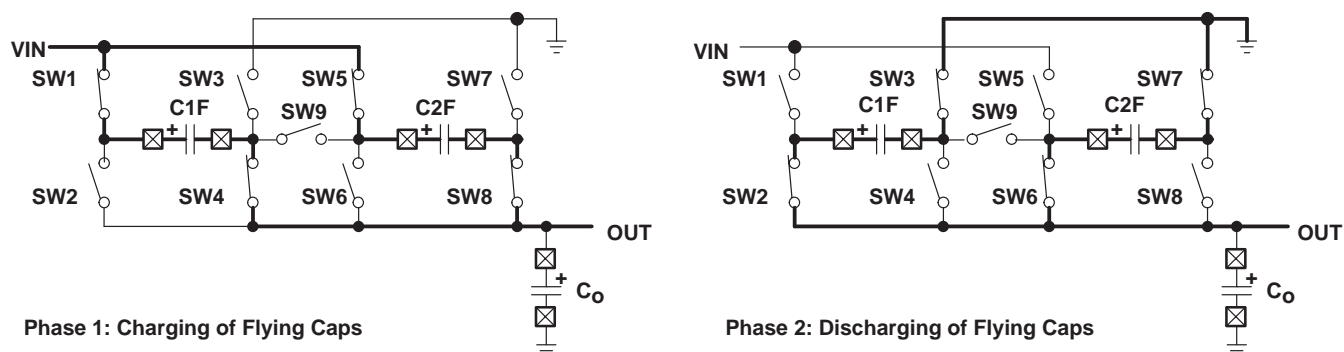 VIN
SW1 SW3 SW5 SW7
C1F SW9 C2F
+ +
SW2 SW4 SW6 SW8
OUT
+
Co
Phase 1: Charging of Flying Caps
VIN
SW1 SW3 SW5 SW7
C1F SW9 C2F
+ +
SW2 SW4 SW6 SW8
OUT
+
Co
Phase 2: Discharging of Flying Caps